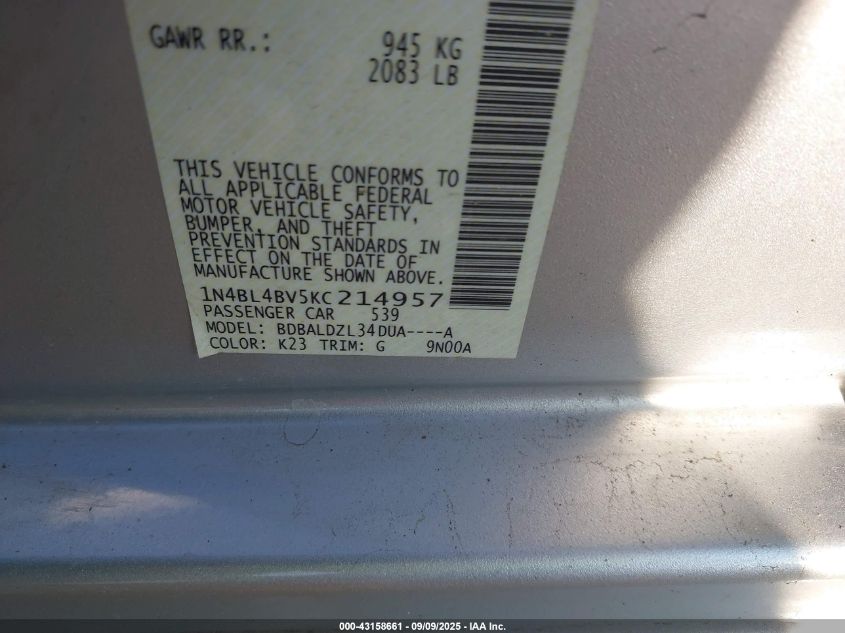 GAWR RR.: 945 KG
2083 LB
THIS VEHICLE CONFORMS TO
ALL APPLICABLE FEDERAL
MOTOR VEHICLE SAFETY,
BUMPER, AND THEFT
PREVENTION STANDARDS IN
EFFECT ON THE DATE OF
MANUFACTURE SHOWN ABOVE.
1N4BL4BV5KC214957
PASSENGER CAR 539
MODEL: BDBALDZL34DUA----A
COLOR: K23 TRIM: G 9N00A
000-43158661 - 09/09/2025 - IAA Inc.